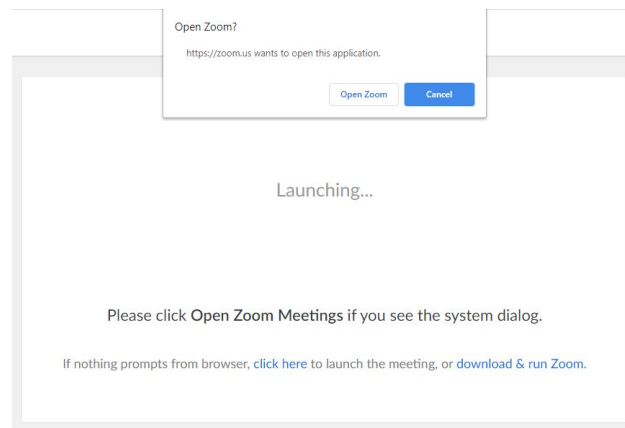 Open Zoom?
https://zoom.us wants to open this application.
Open Zoom
Cancel
Launching...
Please click Open Zoom Meetings if you see the system dialog.
If nothing prompts from browser, click here to launch the meeting, or download & run Zoom.